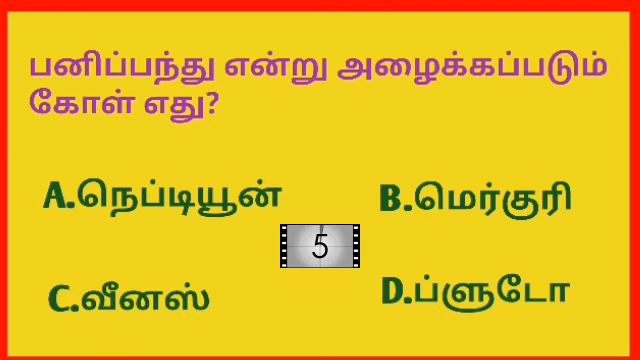 பனிப்பந்து என்று அழைக்கப்படும்
கோள் எது?
A.நெப்டியூன்
B.மெர்குரி
5
C.வீனஸ்
D.ப்ளுடோ